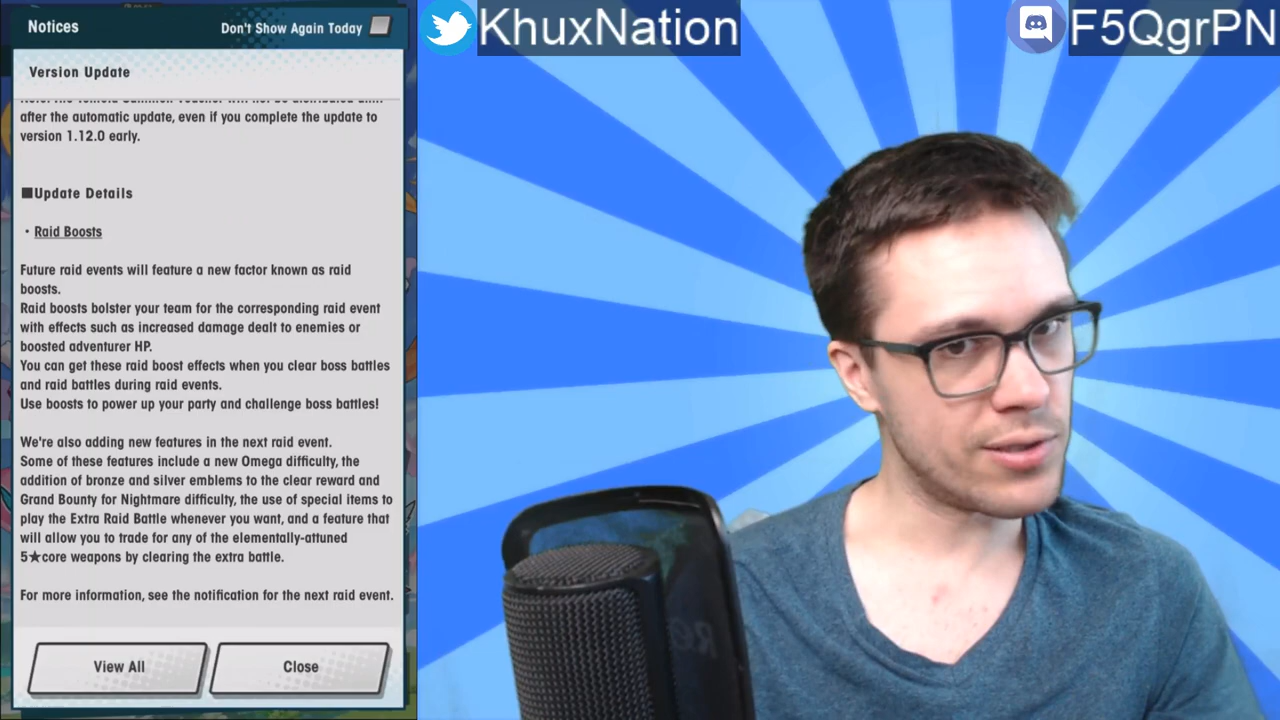 Notices
Don't Show Again Today
KhuxNation
F5QgrPN
Version Update
after the automatic update, even if you complete the update to
version 1.12.0 early.
■Update Details
・Raid Boosts
Future raid events will feature a new factor known as raid
boosts.
Raid boosts bolster your team for the corresponding raid event
with effects such as increased damage dealt to enemies or
boosted adventurer HP.
You can get these raid boost effects when you clear boss battles
and raid battles during raid events.
Use boosts to power up your party and challenge boss battles!
We're also adding new features in the next raid event.
Some of these features include a new Omega difficulty, the
addition of bronze and silver emblems to the clear reward and
Grand Bounty for Nightmare difficulty, the use of special items to
play the Extra Raid Battle whenever you want, and a feature that
will allow you to trade for any of the elementally-attuned
5★core weapons by clearing the extra battle.
For more information, see the notification for the next raid event.
View All
Close